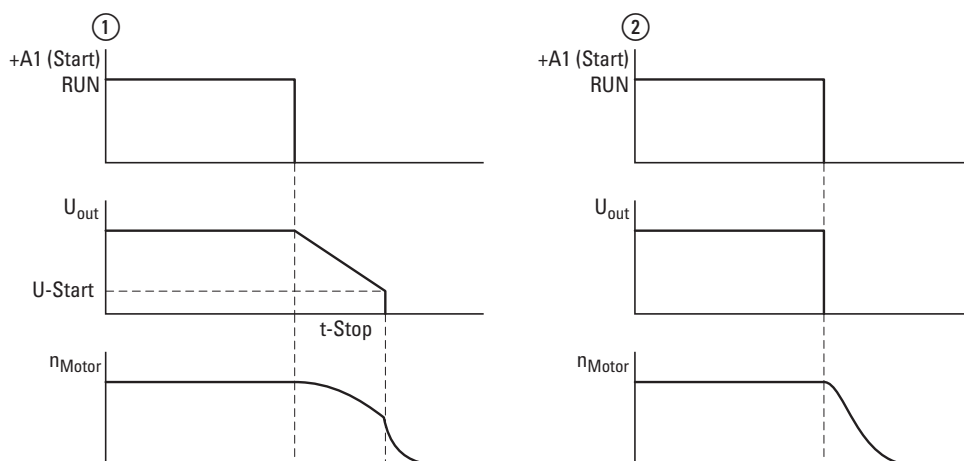 ①
+A1 (Start)
RUN
U_out
U-Start
t-Stop
n_Motor
②
+A1 (Start)
RUN
U_out
n_Motor